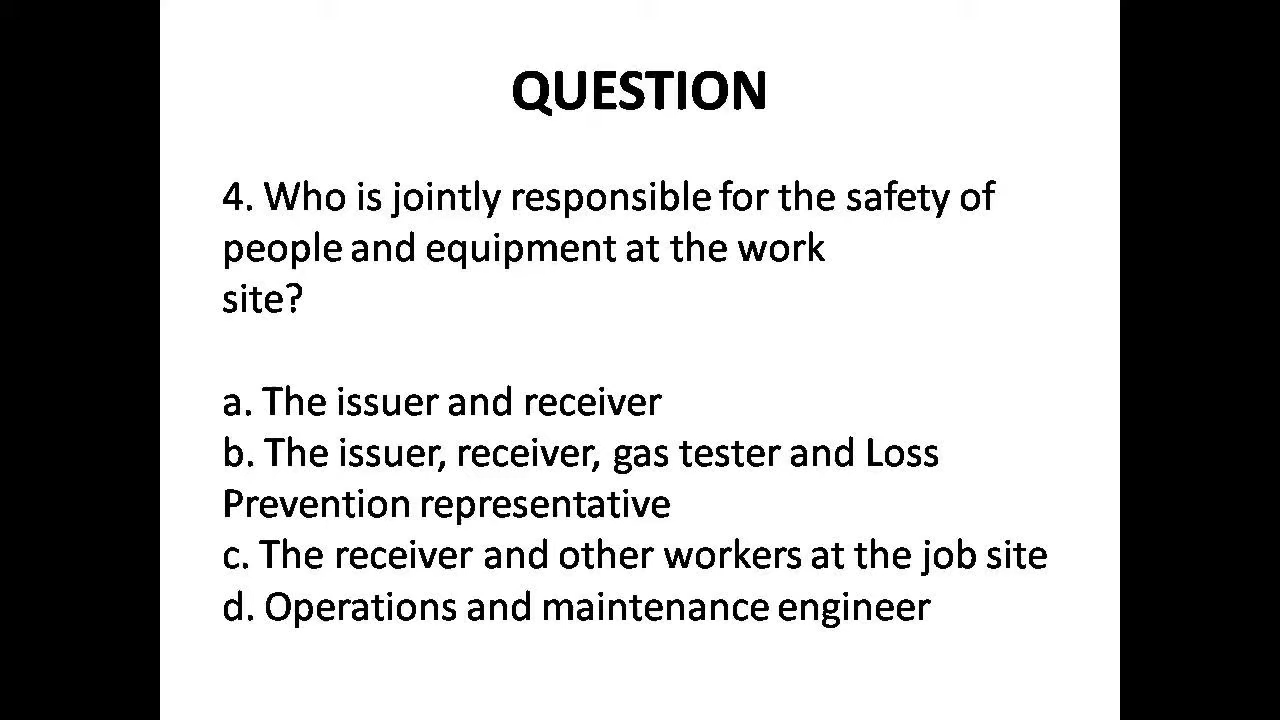 QUESTION
4. Who is jointly responsible for the safety of
people and equipment at the work
site?
a. The issuer and receiver
b. The issuer, receiver, gas tester and Loss
Prevention representative
c. The receiver and other workers at the job site
d. Operations and maintenance engineer